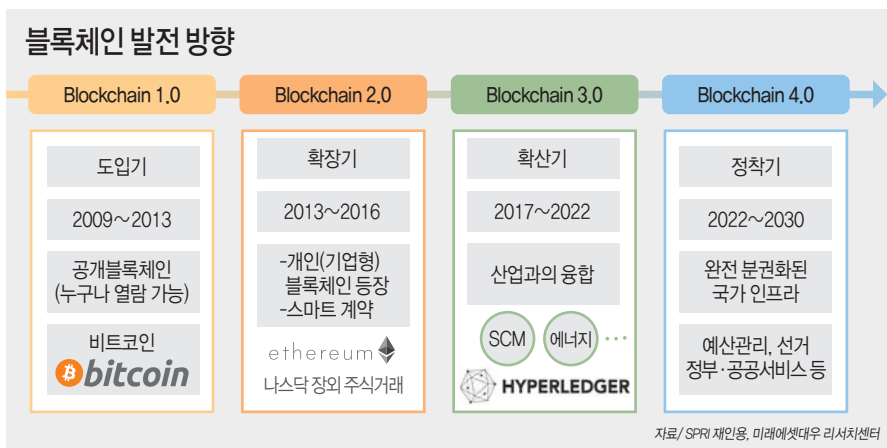 블록체인 발전 방향
Blockchain 1.0
도입기
2009~2013
공개블록체인
(누구나 열람 가능)
비트코인
bitcoin
Blockchain 2.0
확장기
2013~2016
-개인(기업형)
블록체인 등장
-스마트 계약
ethereum
나스닥 장외 주식거래
Blockchain 3.0
확산기
2017~2022
산업과의 융합
SCM 에너지 ···
HYPERLEDGER
Blockchain 4.0
정착기
2022~2030
완전 분권화된
국가 인프라
예산관리, 선거
정부·공공서비스 등
자료/ SPRI 재인용, 미래에셋대우 리서치센터